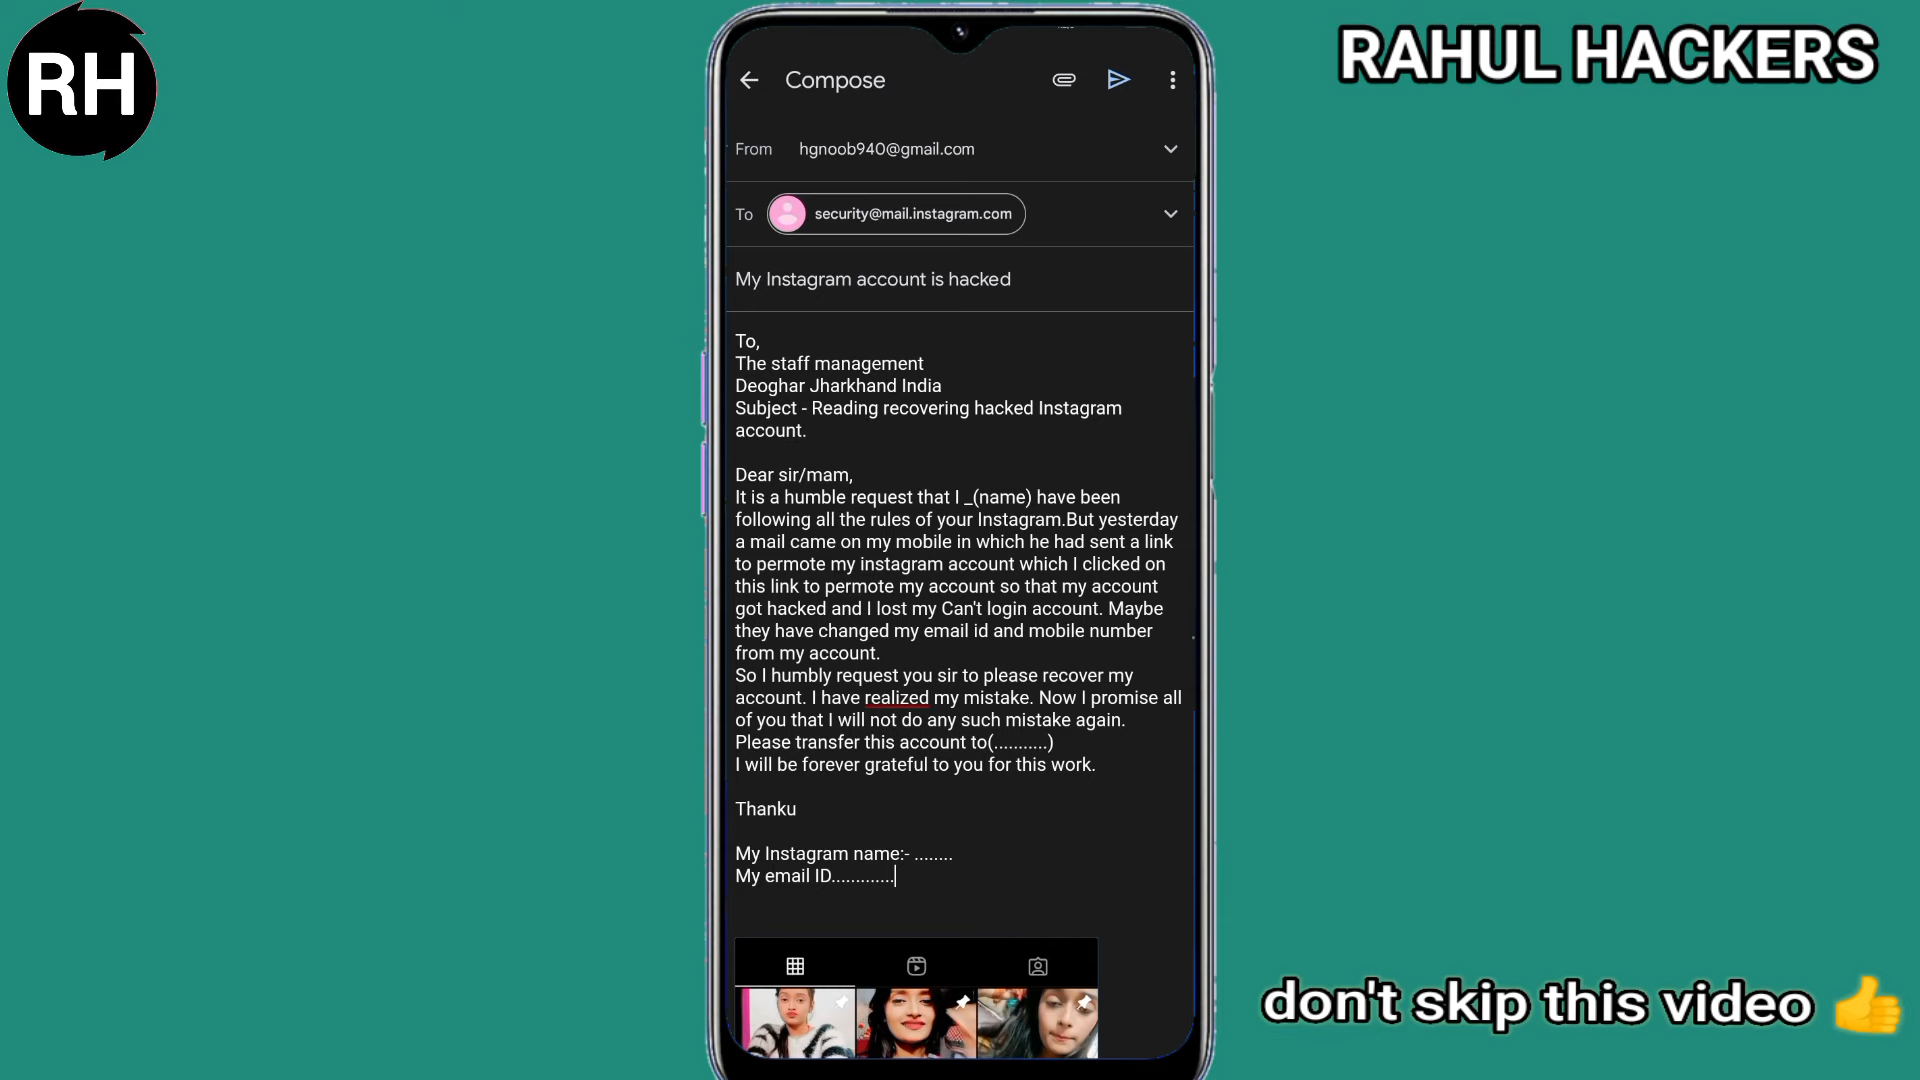 RH
RAHUL HACKERS
Compose
From hgnoob940@gmail.com
To security@mail.instagram.com
My Instagram account is hacked
To,
The staff management
Deoghar Jharkhand India
Subject - Reading recovering hacked Instagram
account.
Dear sir/mam,
It is a humble request that I _(name) have been
following all the rules of your Instagram.But yesterday
a mail came on my mobile in which he had sent a link
to permote my instagram account which I clicked on
this link to permote my account so that my account
got hacked and I lost my Can't login account. Maybe
they have changed my email id and mobile number
from my account.
So I humbly request you sir to please recover my
account. I have realized my mistake. Now I promise all
of you that I will not do any such mistake again.
Please transfer this account to(...........)
I will be forever grateful to you for this work.
Thanku
My Instagram name:- ........
My email ID.............
don't skip this video 👍